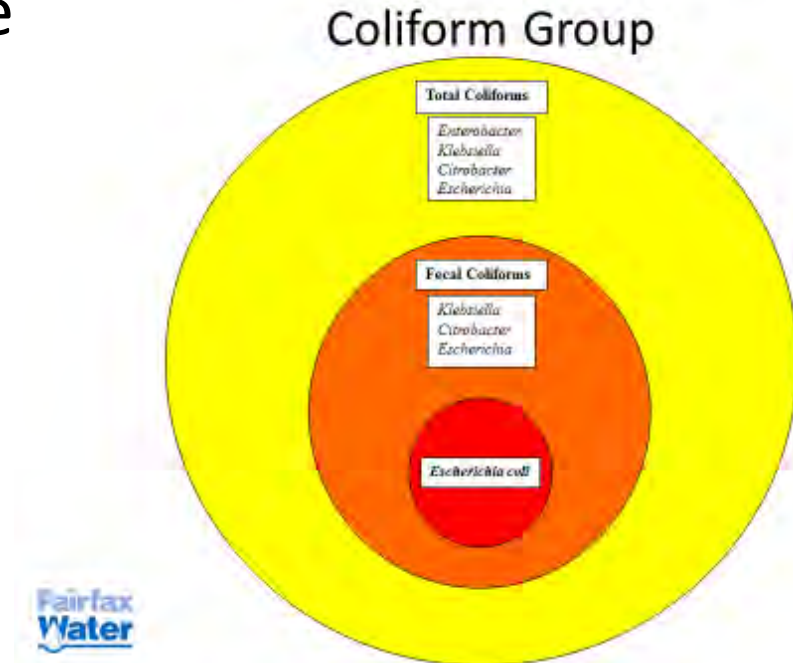 e
Coliform Group
Total Coliforms
Enterobacter
Klebsiella
Citrobacter
Escherichia
Fecal Coliforms
Klebsiella
Citrobacter
Escherichia
Escherichia coli
Fairfax
Water